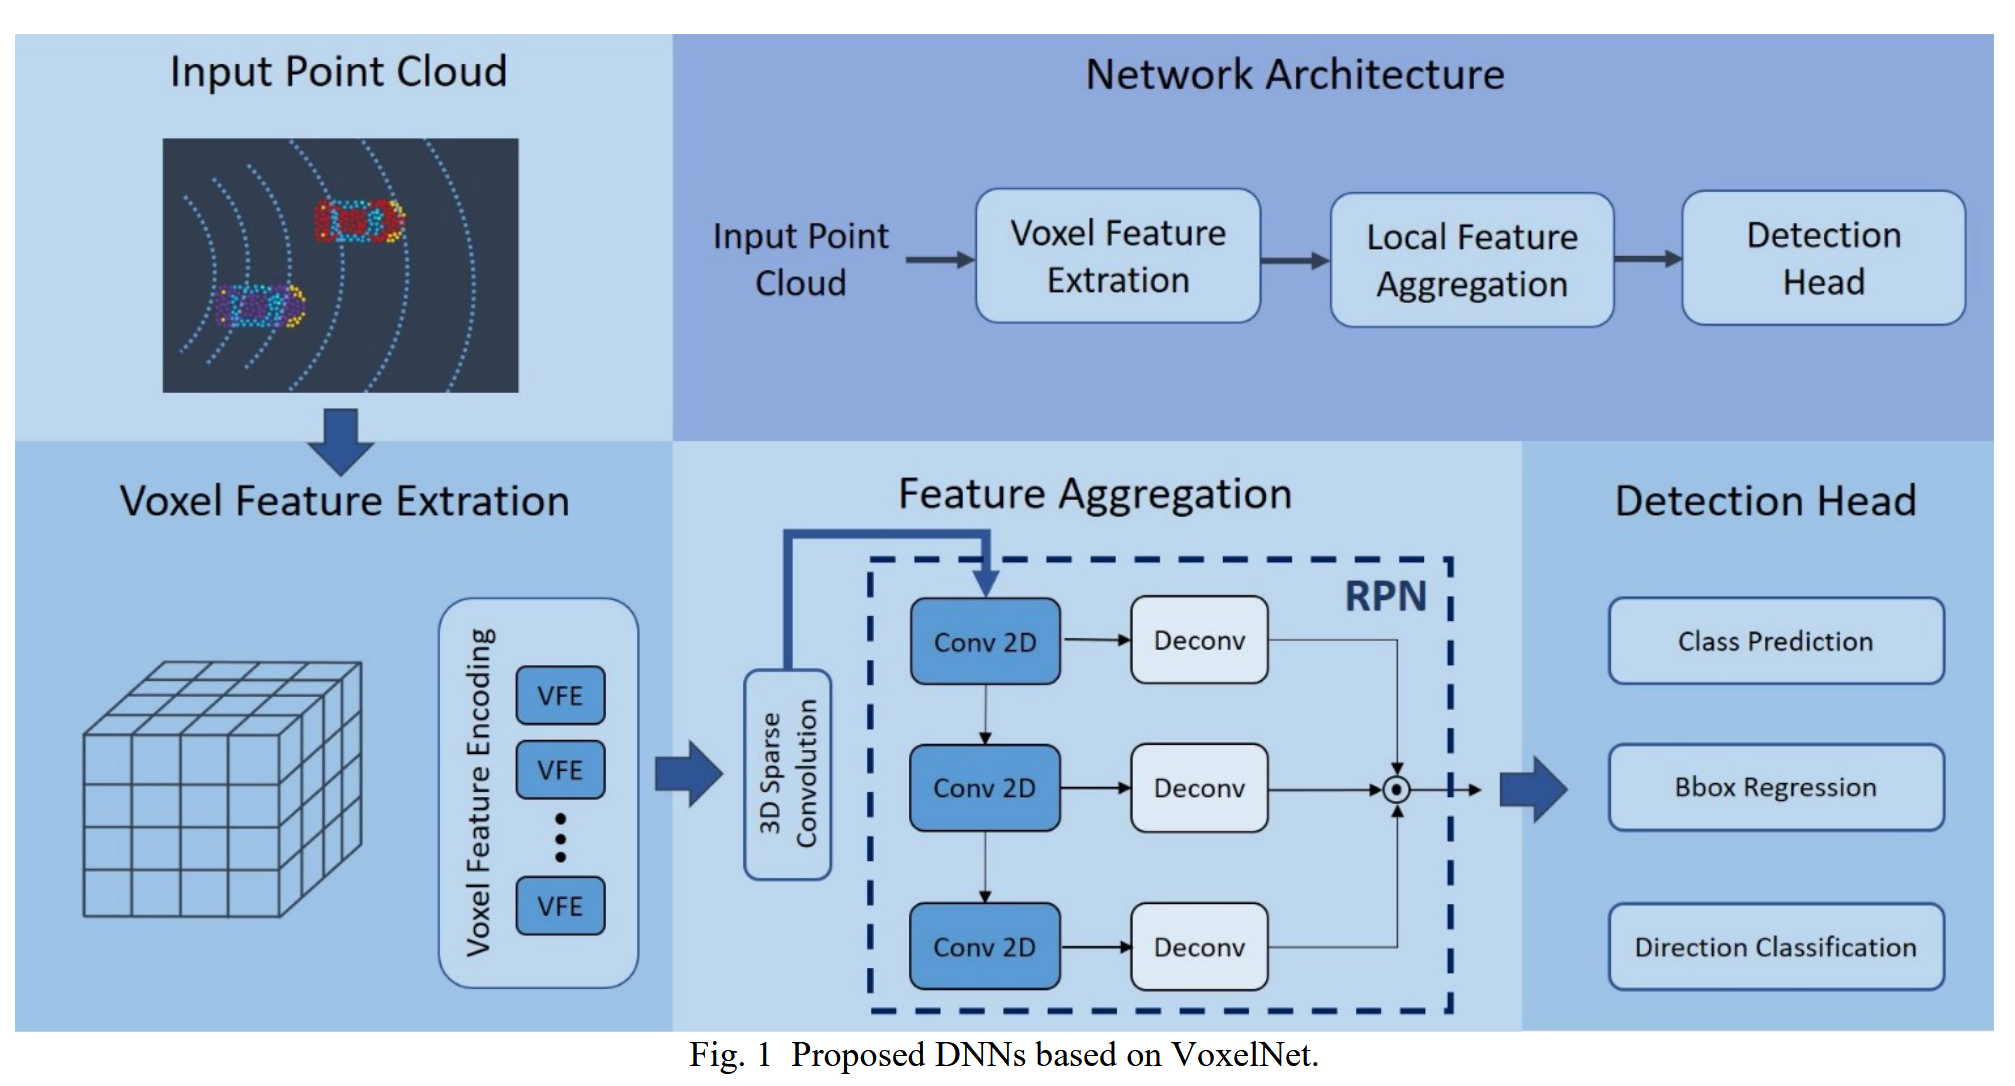 Input Point Cloud
Network Architecture
Input Point
Cloud
Voxel Feature
Extration
Local Feature
Aggregation
Detection
Head
Voxel Feature Extration
Voxel Feature Encoding
VFE
VFE
VFE
Feature Aggregation
3D Sparse
Convolution
RPN
Conv 2D
Deconv
Conv 2D
Deconv
Conv 2D
Deconv
Detection Head
Class Prediction
Bbox Regression
Direction Classification
Fig. 1 Proposed DNNs based on VoxelNet.